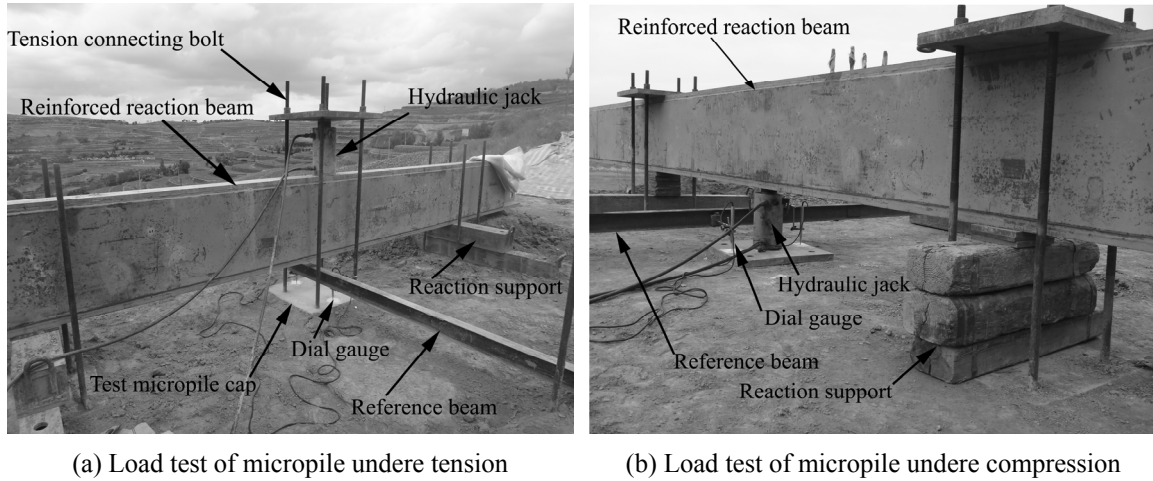 Tension connecting bolt
Reinforced reaction beam
Hydraulic jack
Reaction support
Dial gauge
Test micropile cap
Reference beam
(a) Load test of micropile undere tension
Reinforced reaction beam
Hydraulic jack
Dial gauge
Reference beam
Reaction support
(b) Load test of micropile undere compression